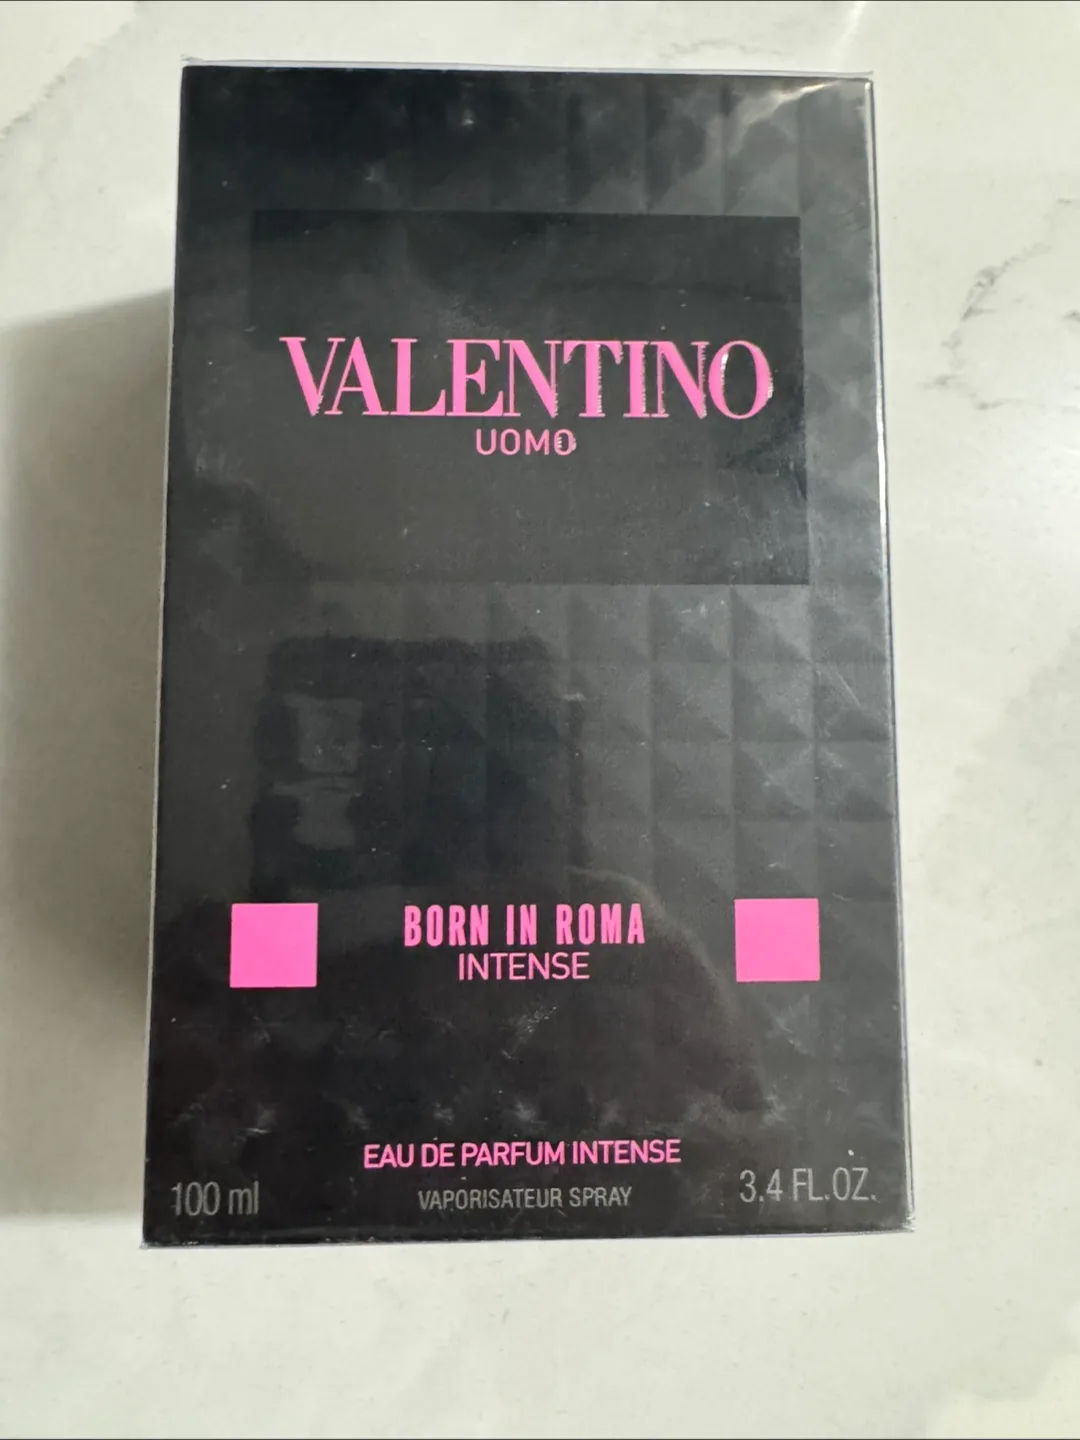 VALENTINO
UOMO
BORN IN ROMA
INTENSE
EAU DE PARFUM INTENSE
100 ml VAPORISATEUR SPRAY 3.4 FL.OZ.